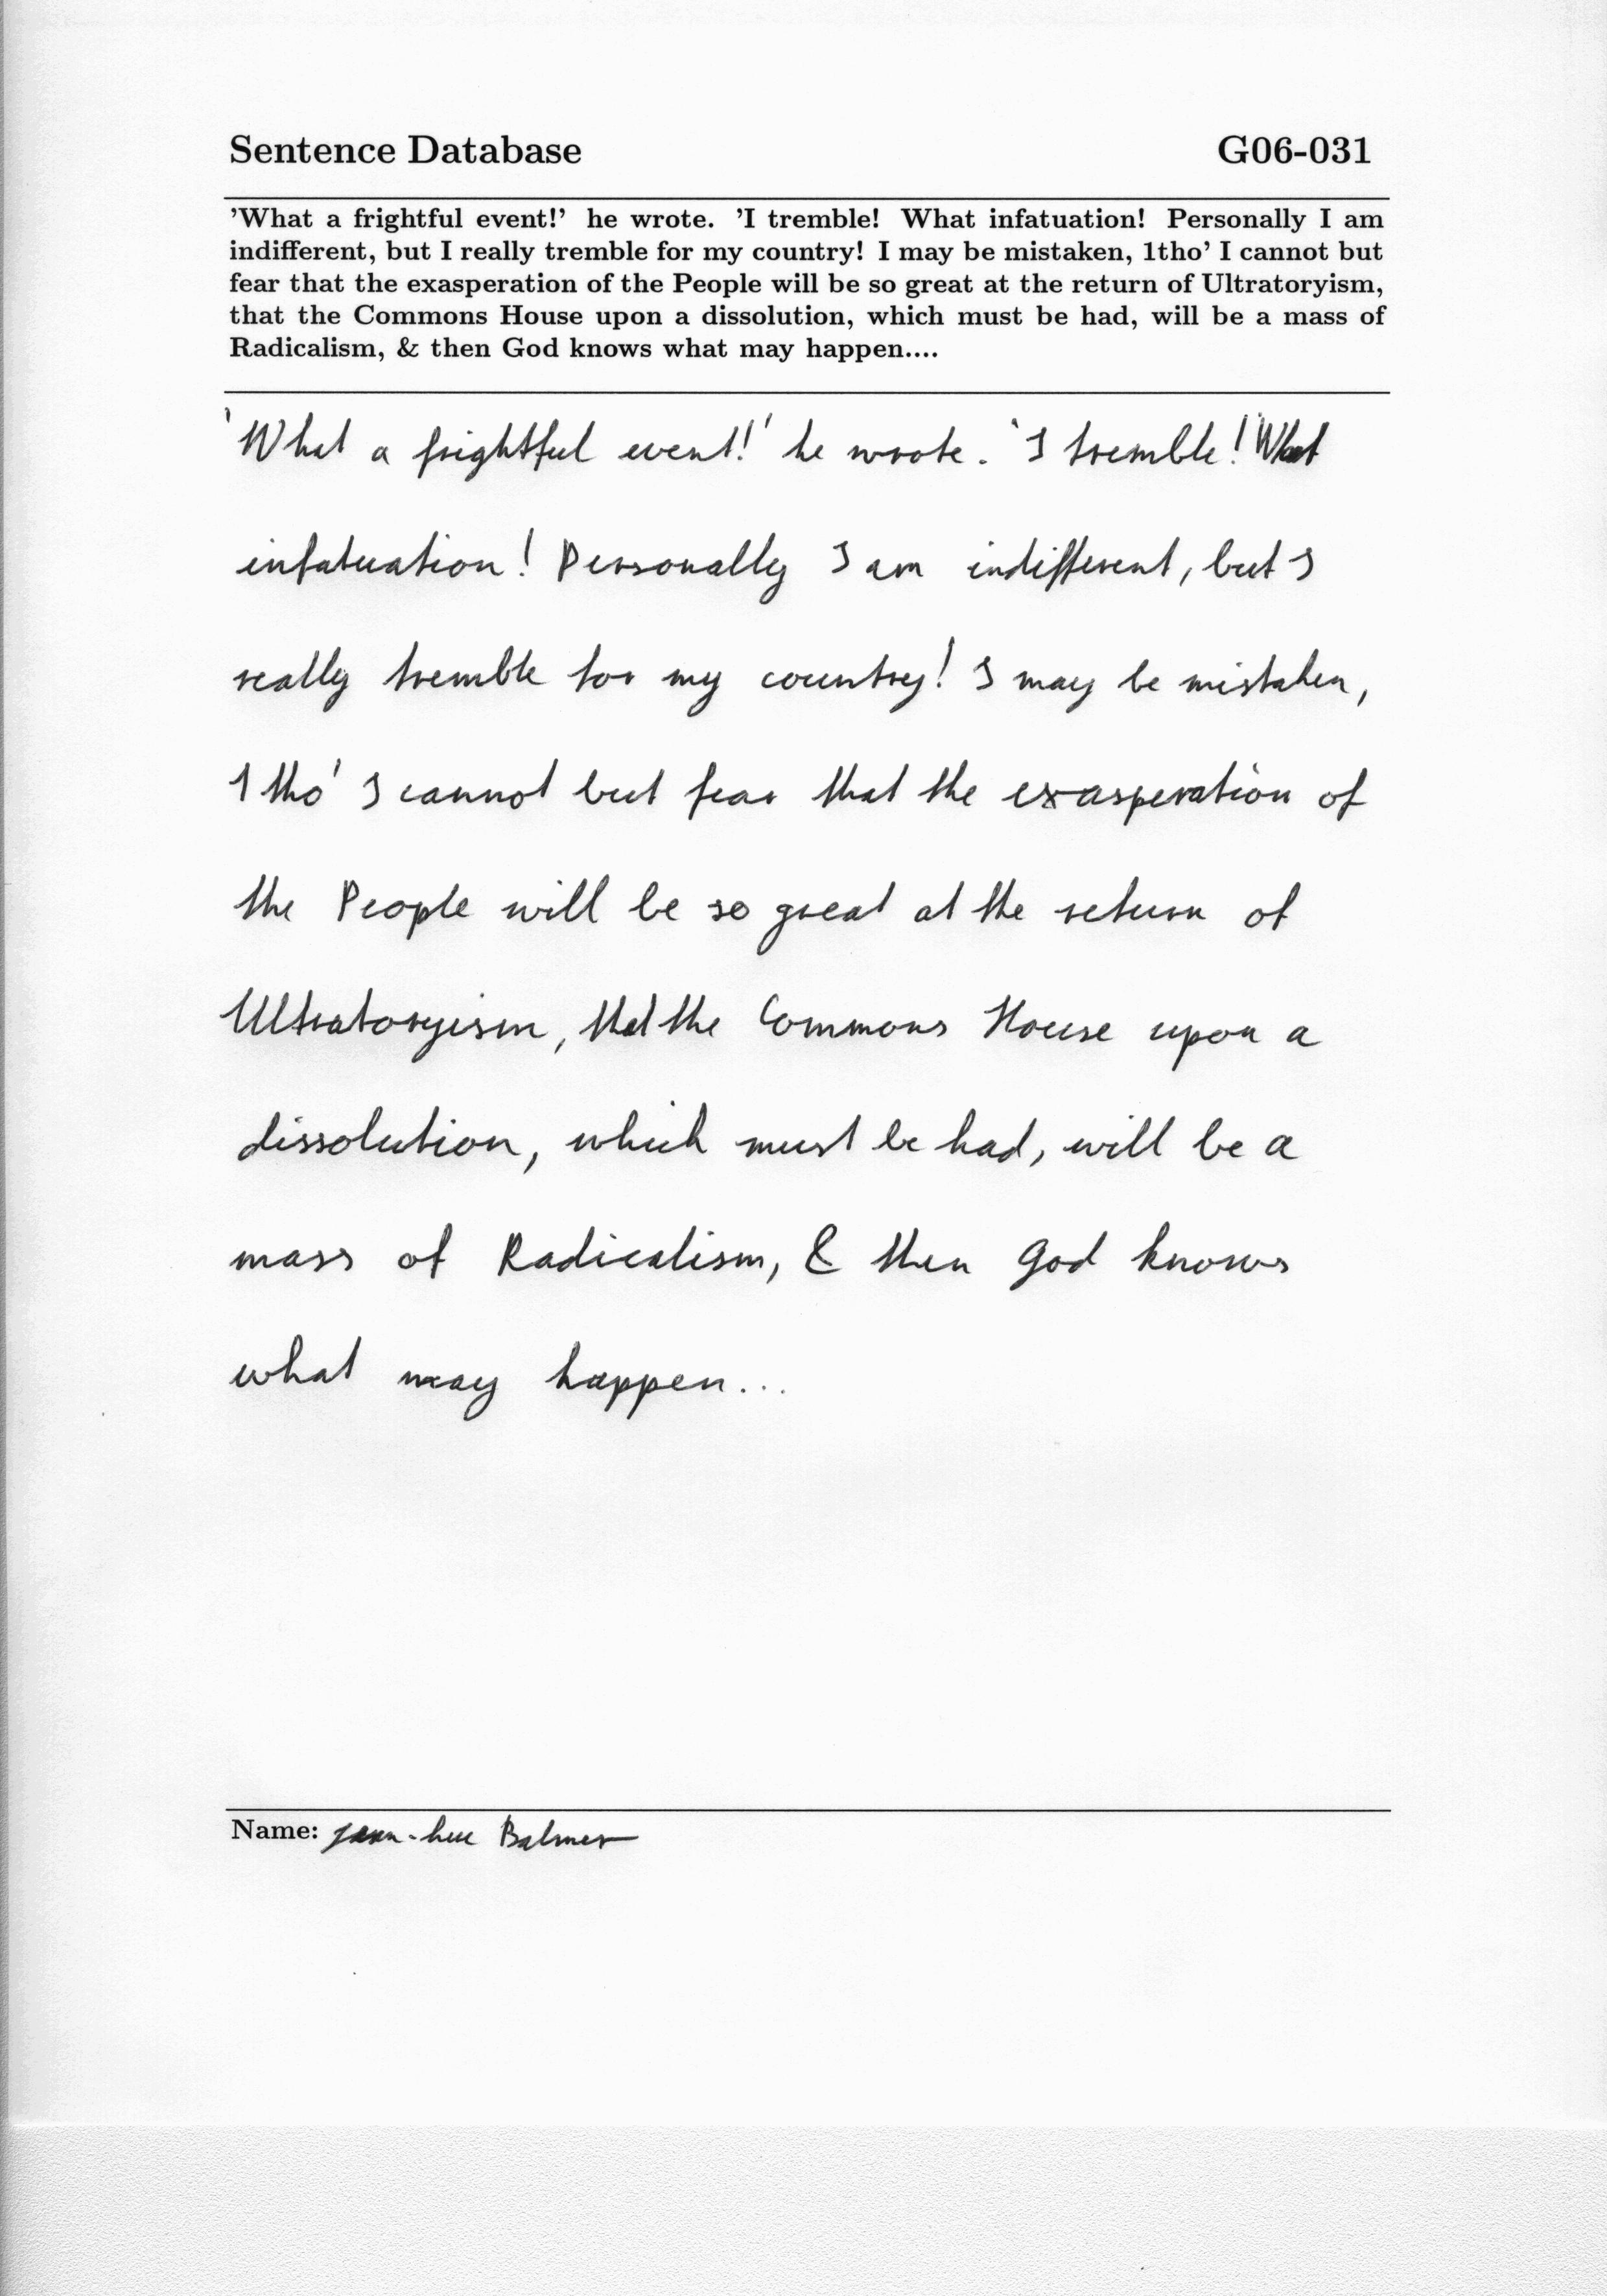 Sentence Database G06-031
'What a frightful event!' he wrote. 'I tremble! What infatuation! Personally I am
indifferent, but I really tremble for my country! I may be mistaken, 1tho' I cannot but
fear that the exasperation of the People will be so great at the return of Ultratoryism,
that the Commons House upon a dissolution, which must be had, will be a mass of
Radicalism, & then God knows what may happen....
'What a frightful event!' he wrote. 'I tremble! What
infatuation! Personally I am indifferent, but I
really tremble for my country! I may be mistaken,
1tho' I cannot but fear that the exasperation of
the People will be so great at the return of
Ultratoryism, that the Commons House upon a
dissolution, which must be had, will be a
mass of Radicalism, & then God knows
what may happen...
Name: Jean-Luc Balmer